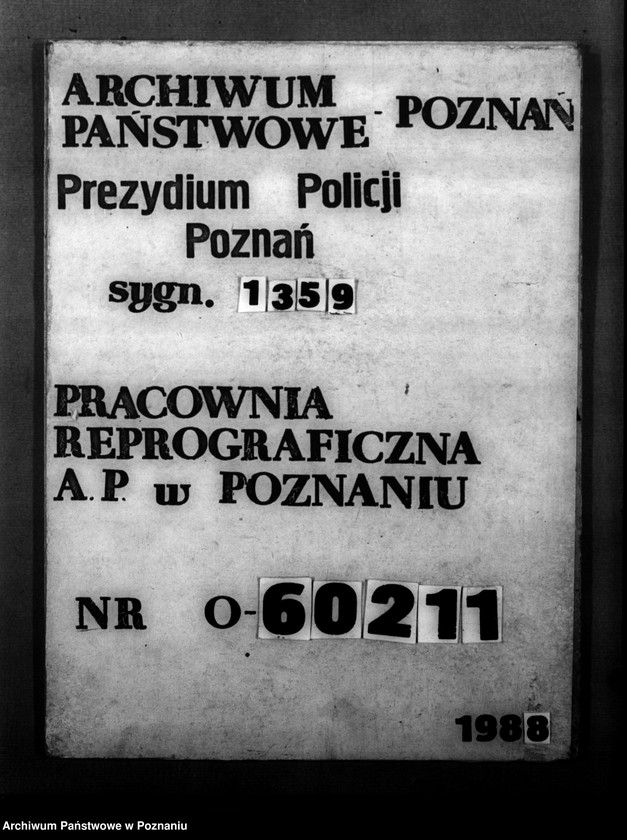 ARCHIWUM
PAŃSTWOWE - POZNAŃ
Prezydium Policji
Poznań
sygn. 1359
PRACOWNIA
REPROGRAFICZNA
A. P. w POZNANIU
NR O-60211
1988
Archiwum Państwowe w Poznaniu